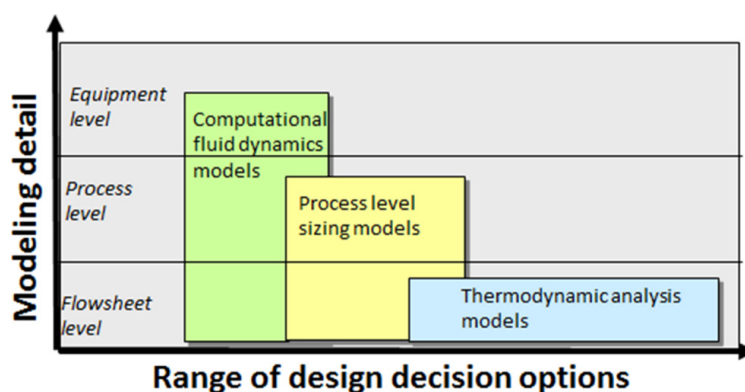 Modeling detail
Equipment
level
Process
level
Flowsheet
level
Computational
fluid dynamics
models
Process level
sizing models
Thermodynamic analysis
models
Range of design decision options